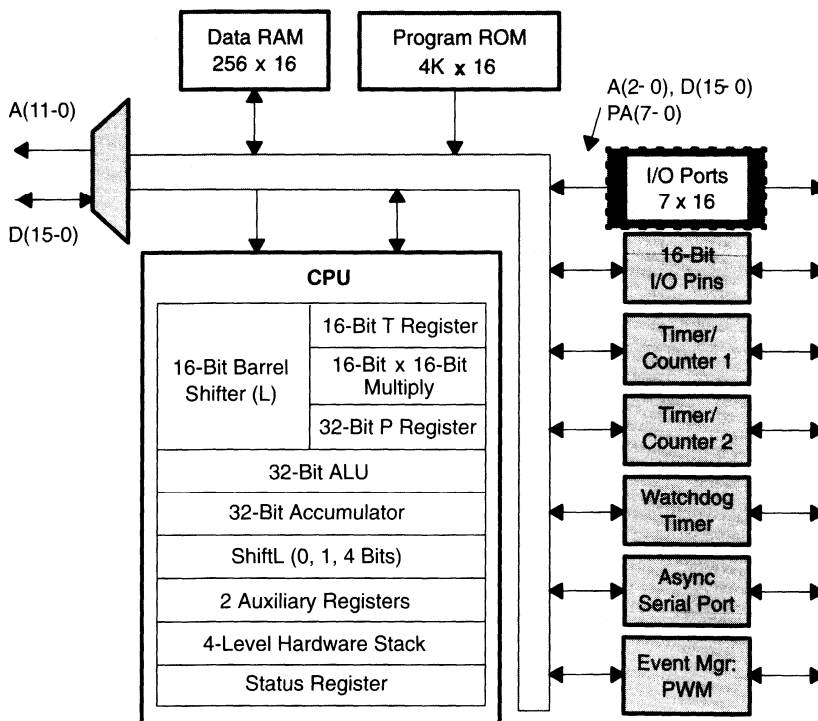 Data RAM
256 x 16
Program ROM
4K x 16
A(11-0)
D(15-0)
A(2-0), D(15-0)
PA(7-0)
I/O Ports
7 x 16
16-Bit
I/O Pins
Timer/
Counter 1
Timer/
Counter 2
Watchdog
Timer
Async
Serial Port
Event Mgr:
PWM
CPU
16-Bit Barrel
Shifter (L)
16-Bit T Register
16-Bit x 16-Bit
Multiply
32-Bit P Register
32-Bit ALU
32-Bit Accumulator
ShiftL (0, 1, 4 Bits)
2 Auxiliary Registers
4-Level Hardware Stack
Status Register